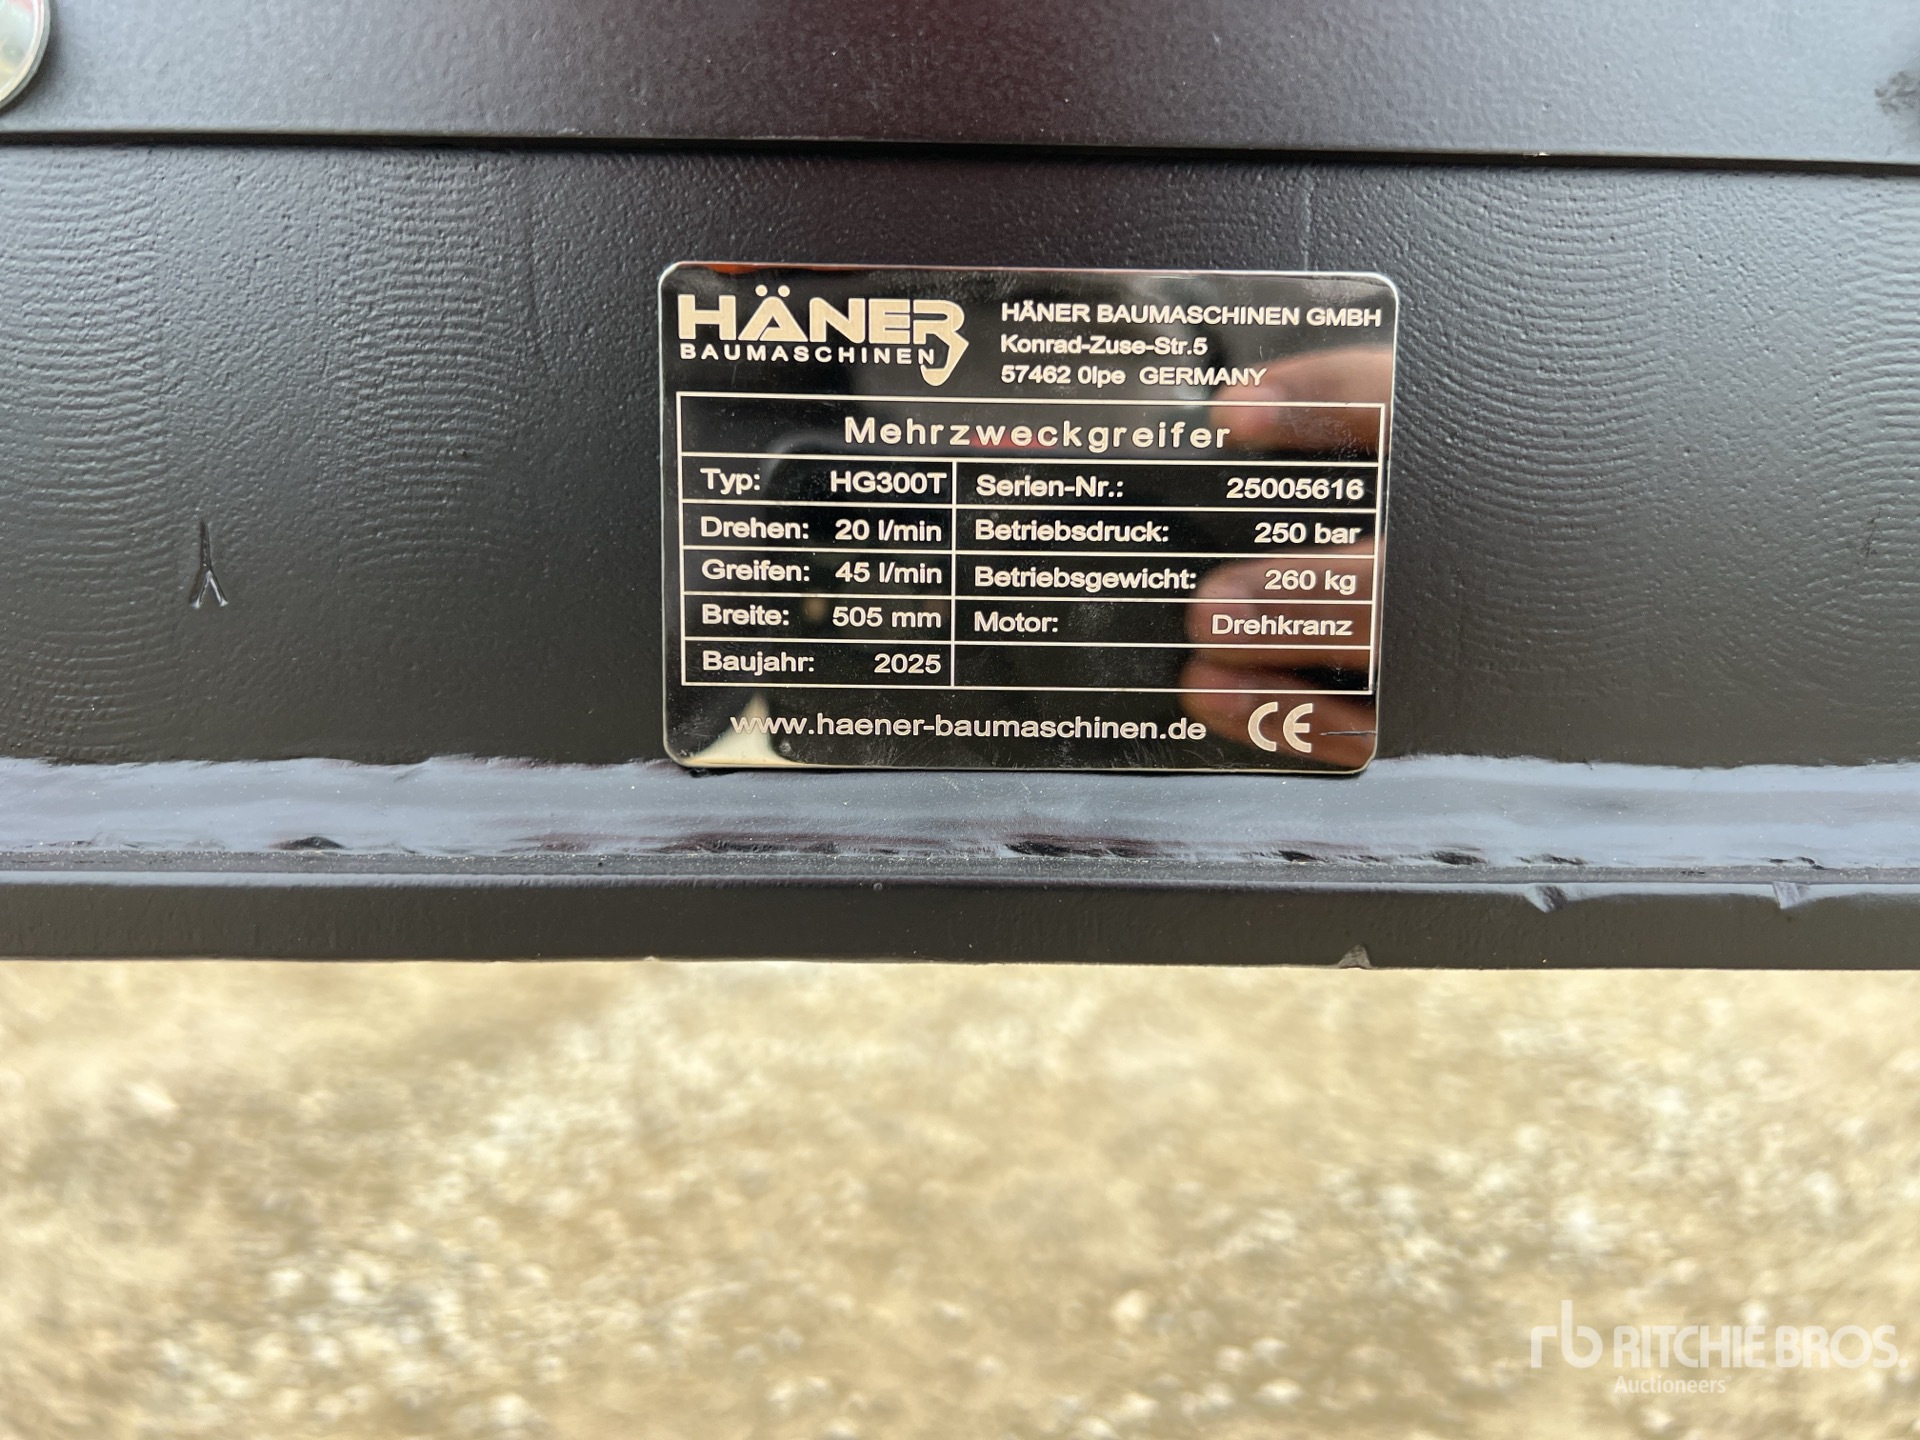 HÄNER
BAUMASCHINEN
HÄNER BAUMASCHINEN GMBH
Konrad-Zuse-Str.5
57462 Olpe GERMANY
Mehrzweckgreifer
Typ: HG300T Serien-Nr.: 25005616
Drehen: 20 l/min Betriebsdruck: 250 bar
Greifen: 45 l/min Betriebsgewicht: 260 kg
Breite: 505 mm Motor: Drehkranz
Baujahr: 2025
www.haener-baumaschinen.de CE
rb RITCHIE BROS.
Auctioneers